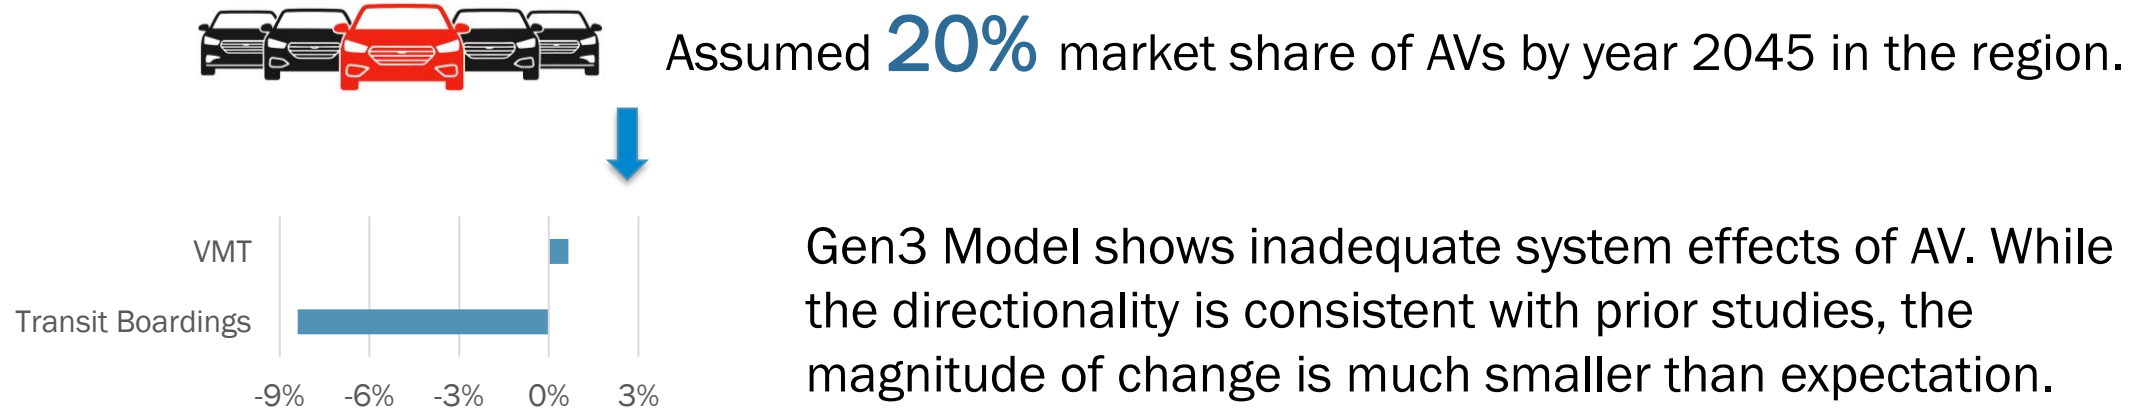 Assumed 20% market share of AVs by year 2045 in the region.
VMT
Transit Boardings
-9% -6% -3% 0% 3%
Gen3 Model shows inadequate system effects of AV. While
the directionality is consistent with prior studies, the
magnitude of change is much smaller than expectation.